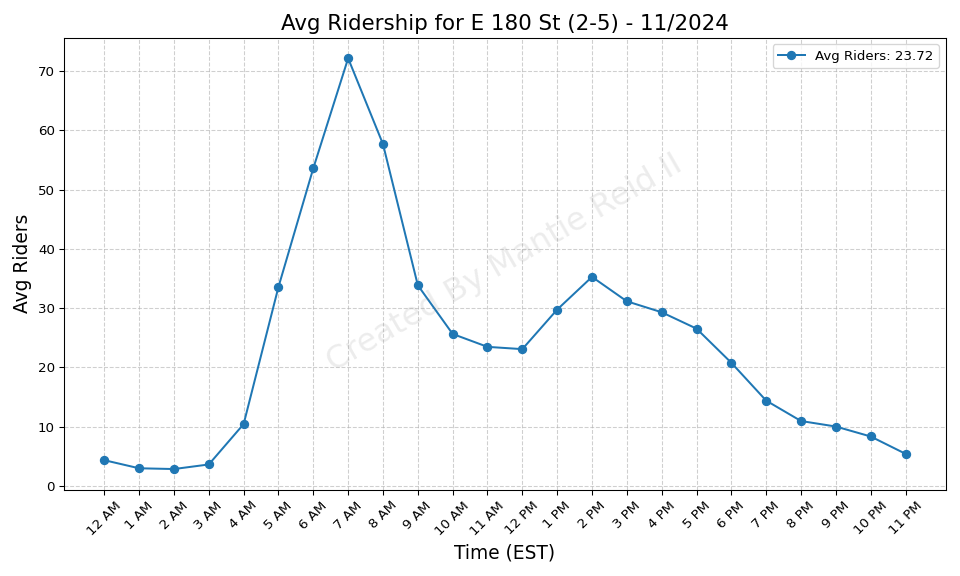 Avg Ridership for E 180 St (2-5) - 11/2024
Avg Riders: 23.72
Avg Riders
70
60
50
40
30
20
10
0
Created By Mantie Reid II
12 AM
1 AM
2 AM
3 AM
4 AM
5 AM
6 AM
7 AM
8 AM
9 AM
10 AM
11 AM
12 PM
1 PM
2 PM
3 PM
4 PM
5 PM
6 PM
7 PM
8 PM
9 PM
10 PM
11 PM
Time (EST)